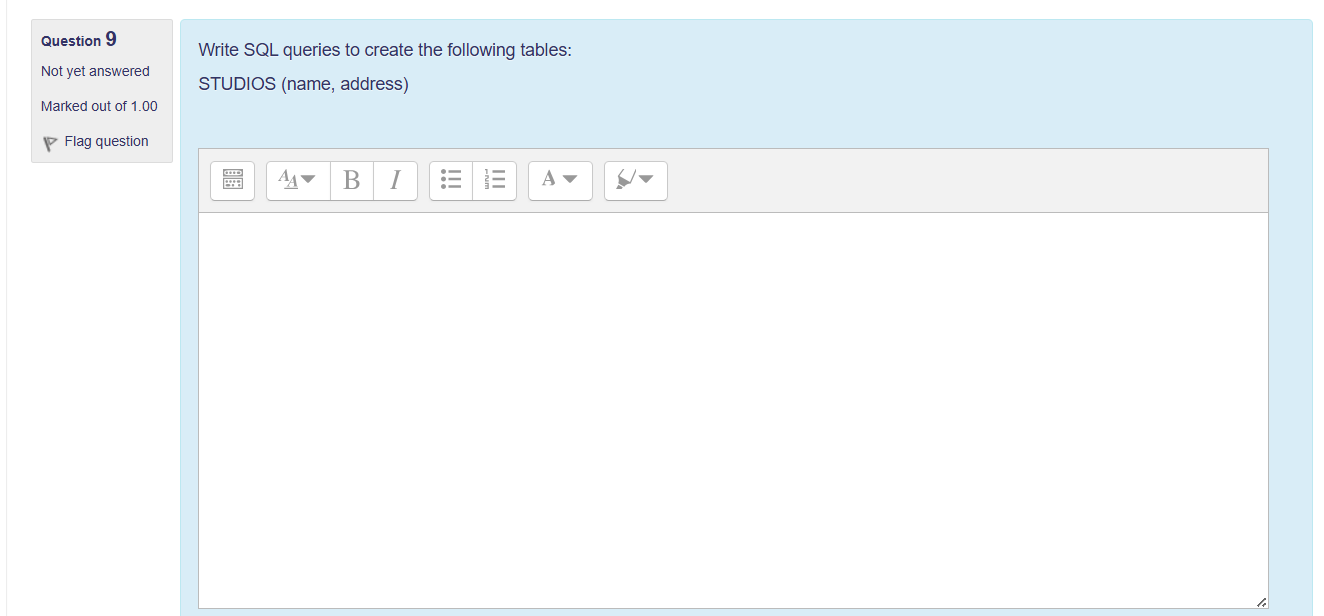 Question 9
Not yet answered
Marked out of 1.00
Flag question
Write SQL queries to create the following tables:
STUDIOS (name, address)